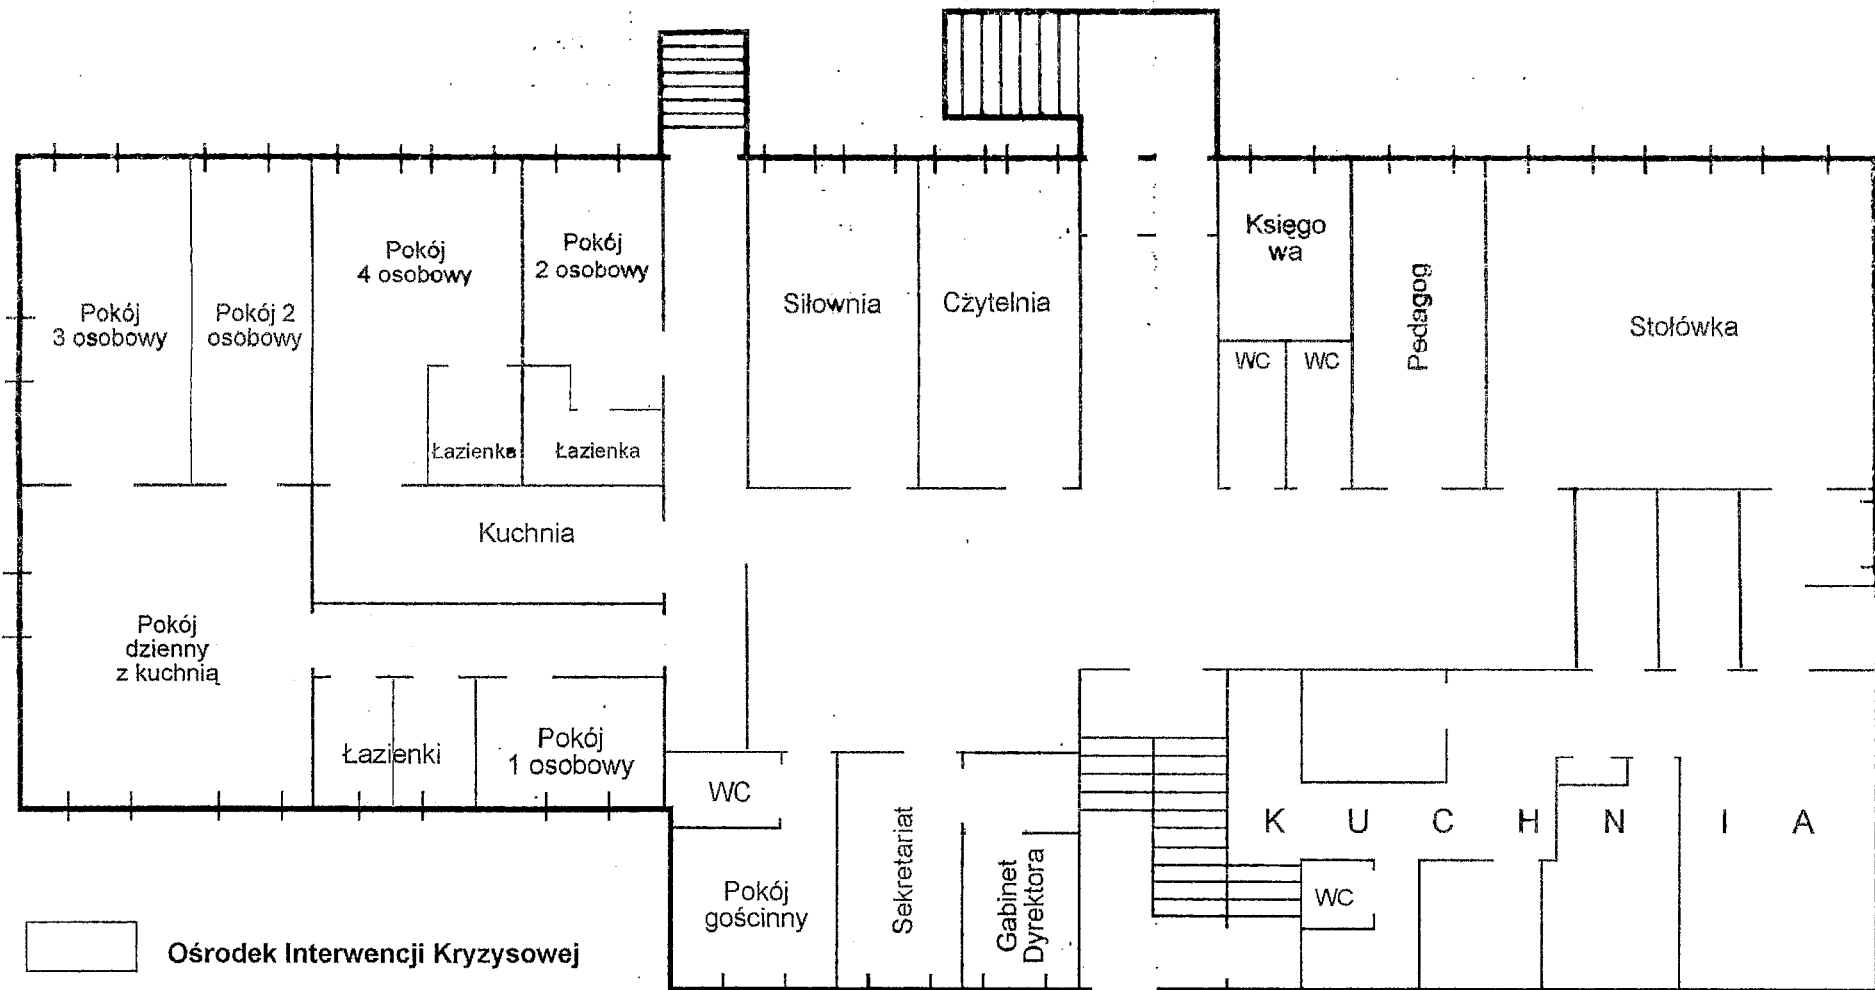 Pokój
3 osobowy
Pokój 2
osobowy
Pokój
4 osobowy
Pokój
2 osobowy
Łazienka
Łazienka
Siłownia
Czytelnia
Księgo
wa
WC
WC
Psdagog
Stołówka
Kuchnia
Pokój
dzienny
z kuchnią
Łazienki
Pokój
1 osobowy
WC
Pokój
gościnny
Sekretariat
Gabinet
Dyrektora
K U C H N I A
WC
Ośrodek Interwencji Kryzysowej